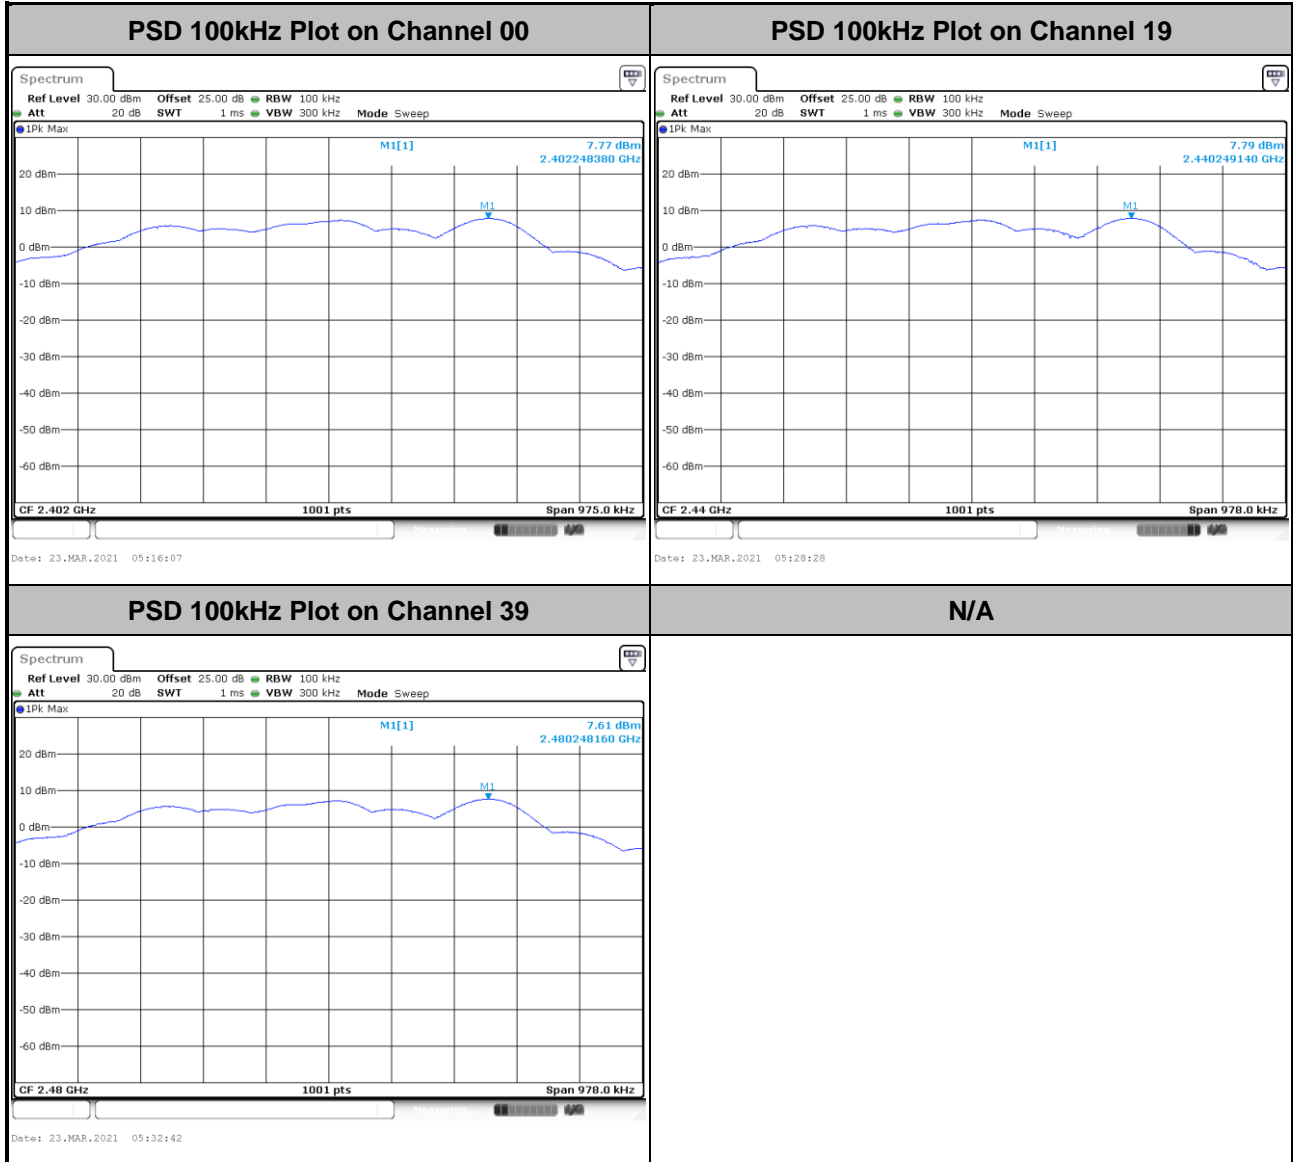 PSD 100kHz Plot on Channel 00
PSD 100kHz Plot on Channel 19
Spectrum
Ref Level 30.00 dBm Offset 25.00 dB RBW 100 kHz
Att 20 dB SWT 1 ms VBW 300 kHz Mode Sweep
1Pk Max
M1[1] 7.77 dBm
2.402248380 GHz
M1
20 dBm
10 dBm
0 dBm
-10 dBm
-20 dBm
-30 dBm
-40 dBm
-50 dBm
-60 dBm
CF 2.402 GHz 1001 pts Span 975.0 kHz
Measuring...
Date: 23.MAR.2021 05:16:07
Spectrum
Ref Level 30.00 dBm Offset 25.00 dB RBW 100 kHz
Att 20 dB SWT 1 ms VBW 300 kHz Mode Sweep
1Pk Max
M1[1] 7.79 dBm
2.440249140 GHz
M1
20 dBm
10 dBm
0 dBm
-10 dBm
-20 dBm
-30 dBm
-40 dBm
-50 dBm
-60 dBm
CF 2.44 GHz 1001 pts Span 978.0 kHz
Measuring...
Date: 23.MAR.2021 05:28:28
PSD 100kHz Plot on Channel 39
N/A
Spectrum
Ref Level 30.00 dBm Offset 25.00 dB RBW 100 kHz
Att 20 dB SWT 1 ms VBW 300 kHz Mode Sweep
1Pk Max
M1[1] 7.61 dBm
2.480248160 GHz
M1
20 dBm
10 dBm
0 dBm
-10 dBm
-20 dBm
-30 dBm
-40 dBm
-50 dBm
-60 dBm
CF 2.48 GHz 1001 pts Span 978.0 kHz
Measuring...
Date: 23.MAR.2021 05:32:42